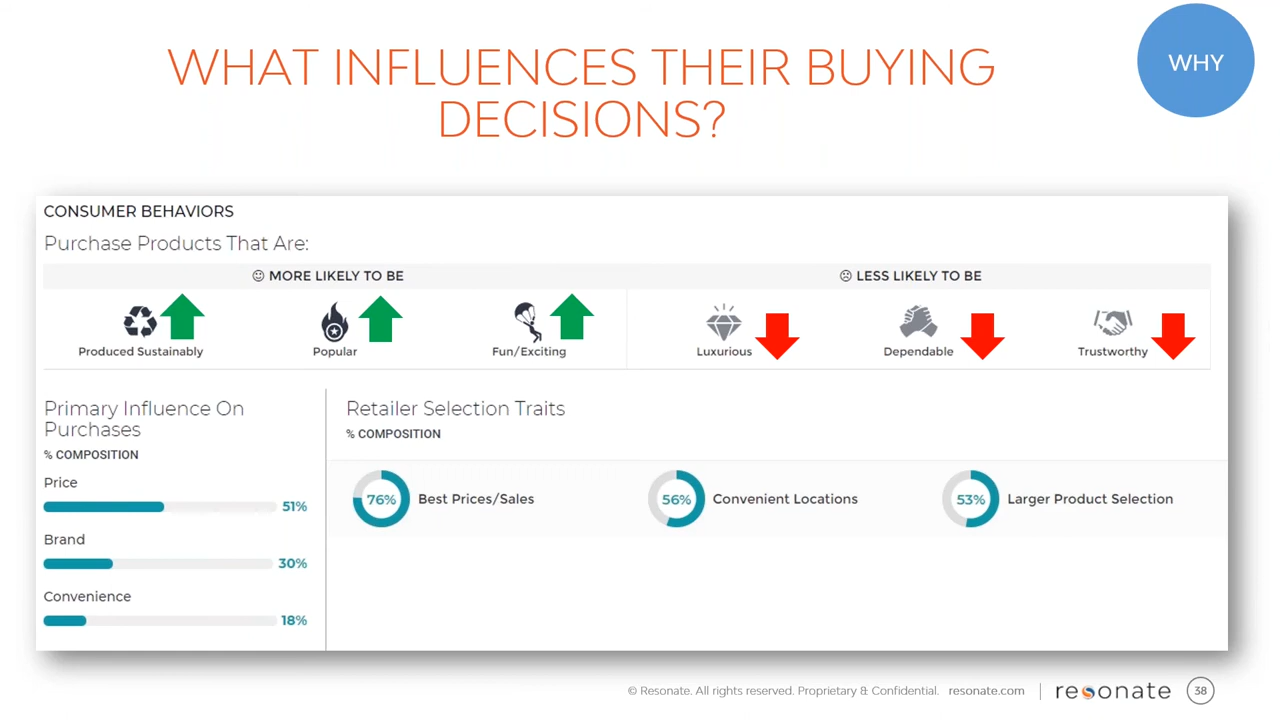 WHAT INFLUENCES THEIR BUYING
DECISIONS?
WHY
CONSUMER BEHAVIORS
Purchase Products That Are:
MORE LIKELY TO BE
LESS LIKELY TO BE
Produced Sustainably
Popular
Fun/Exciting
Luxurious
Dependable
Trustworthy
Primary Influence On
Purchases
% COMPOSITION
Price
51%
Brand
30%
Convenience
18%
Retailer Selection Traits
% COMPOSITION
76% Best Prices/Sales
56% Convenient Locations
53% Larger Product Selection
© Resonate. All rights reserved. Proprietary & Confidential. resonate.com | resonate 38